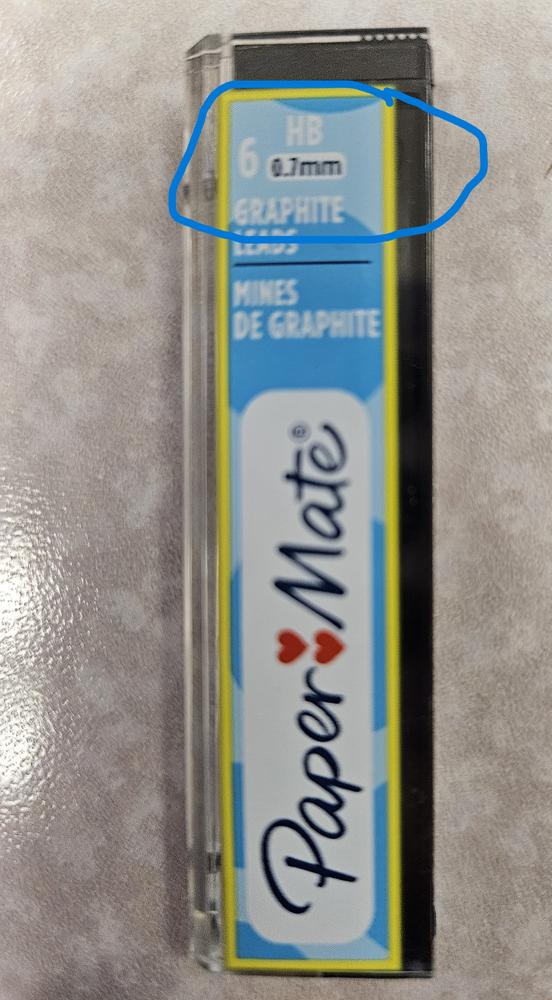 HB
6 0.7mm
GRAPHITE
LEADS
MINES
DE GRAPHITE
Paper Mate®